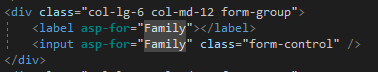 <div class="col-lg-6 col-md-12 form-group">
<label asp-for="Family"></label>
<input asp-for="Family" class="form-control" />
</div>